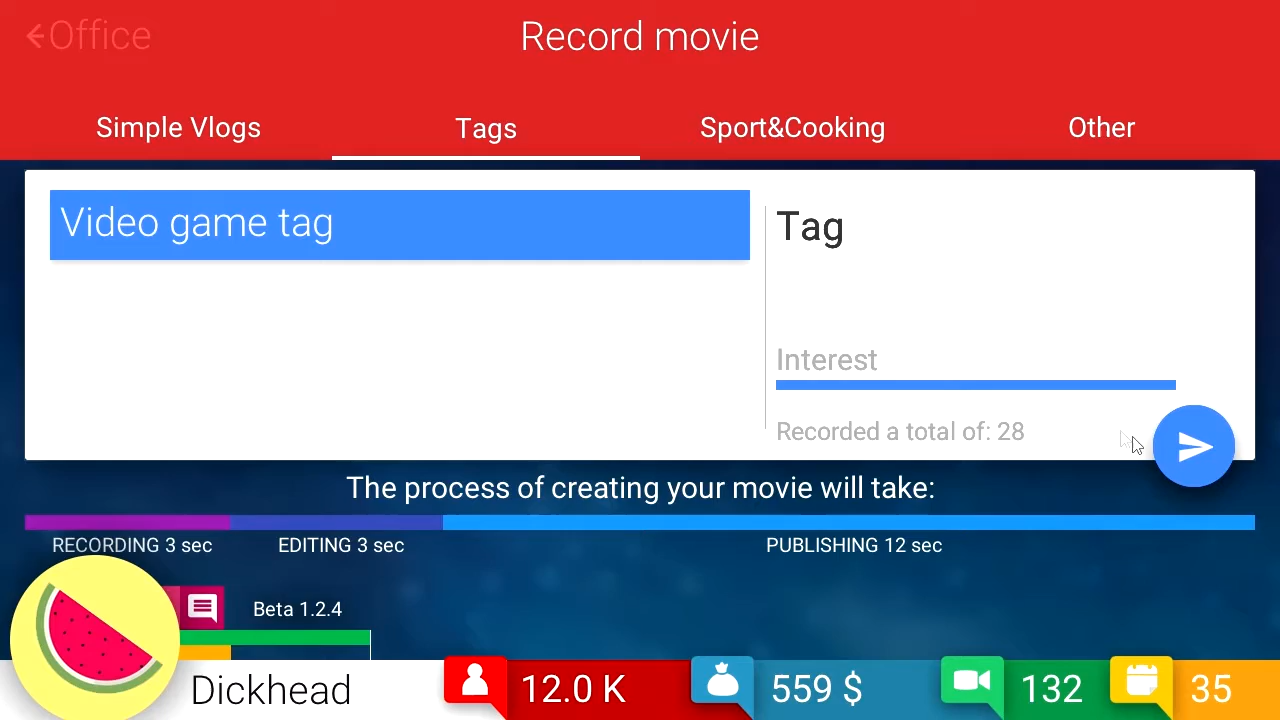 Office
Record movie
Simple Vlogs
Tags
Sport&Cooking
Other
Video game tag
Tag
Interest
Recorded a total of: 28
The process of creating your movie will take:
RECORDING 3 sec
EDITING 3 sec
PUBLISHING 12 sec
Beta 1.2.4
Dickhead
12.0 K
559 $
132
35